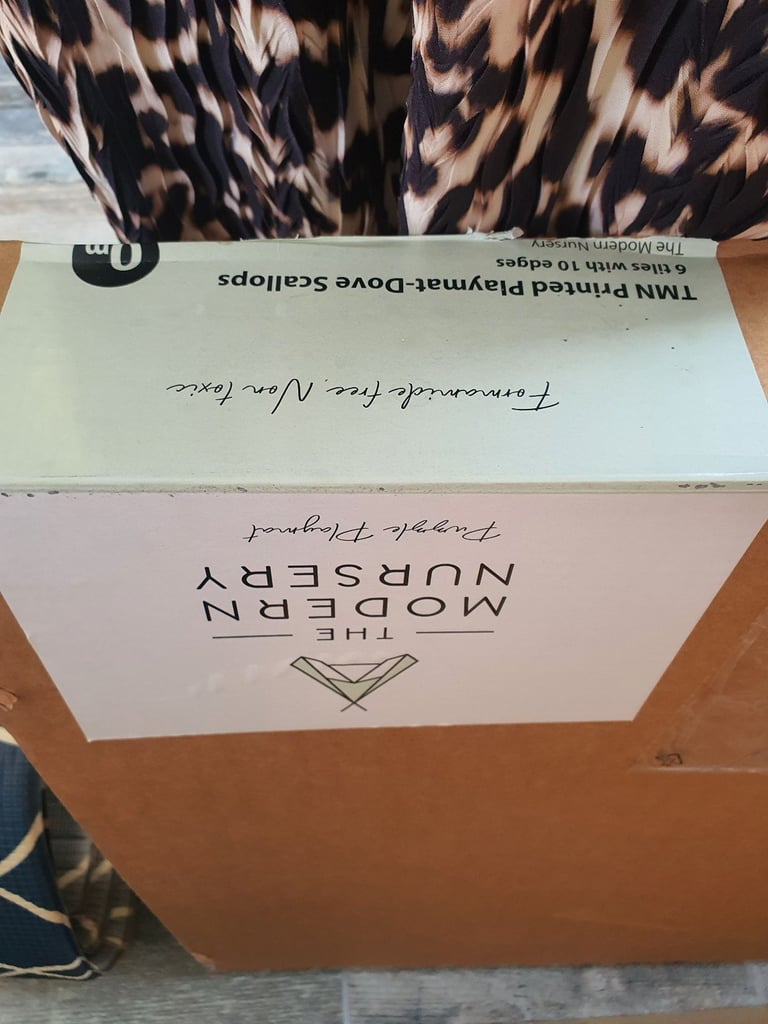 THE
MODERN
NURSERY
Puzzle Playmat
Formamide free, Non toxic
TMN Printed Playmat-Dove Scallops
6 tiles with 10 edges
The Modern Nursery
0m